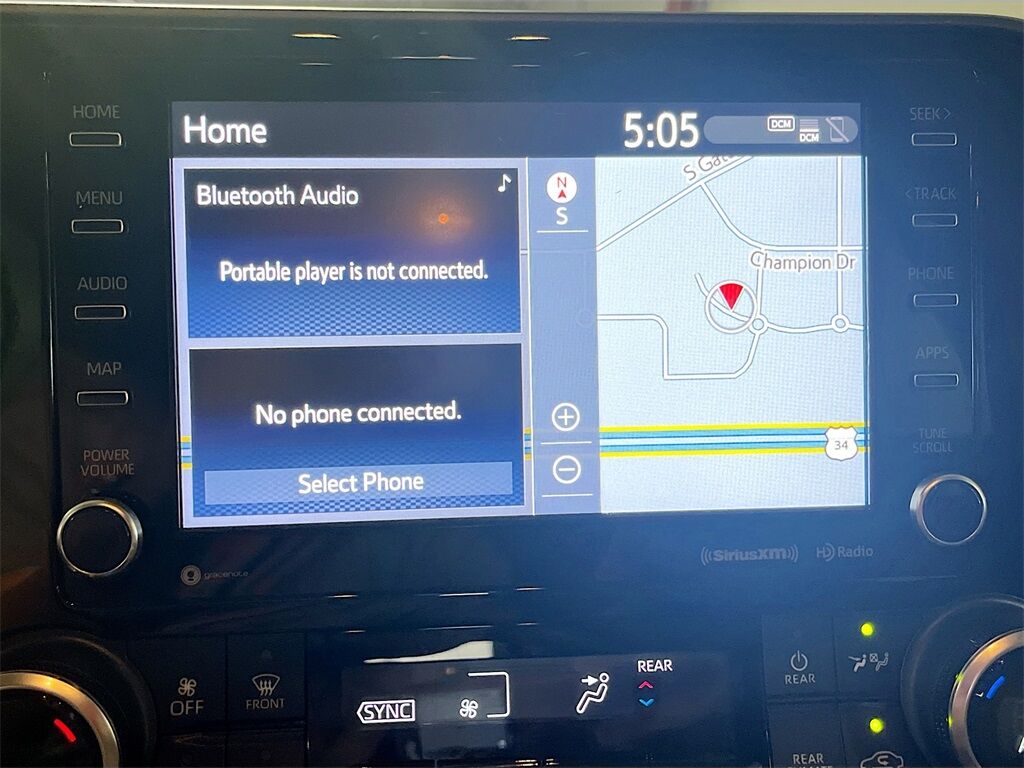 HOME
MENU
AUDIO
MAP
POWER
VOLUME
Home
5:05
DCM
DCM
Bluetooth Audio
Portable player is not connected.
No phone connected.
Select Phone
N
S
Champion Dr
34
SEEK >
< TRACK
PHONE
APPS
TUNE
SCROLL
gracenote
((SiriusXM))
HD Radio
OFF
FRONT
SYNC
REAR
REAR
REAR